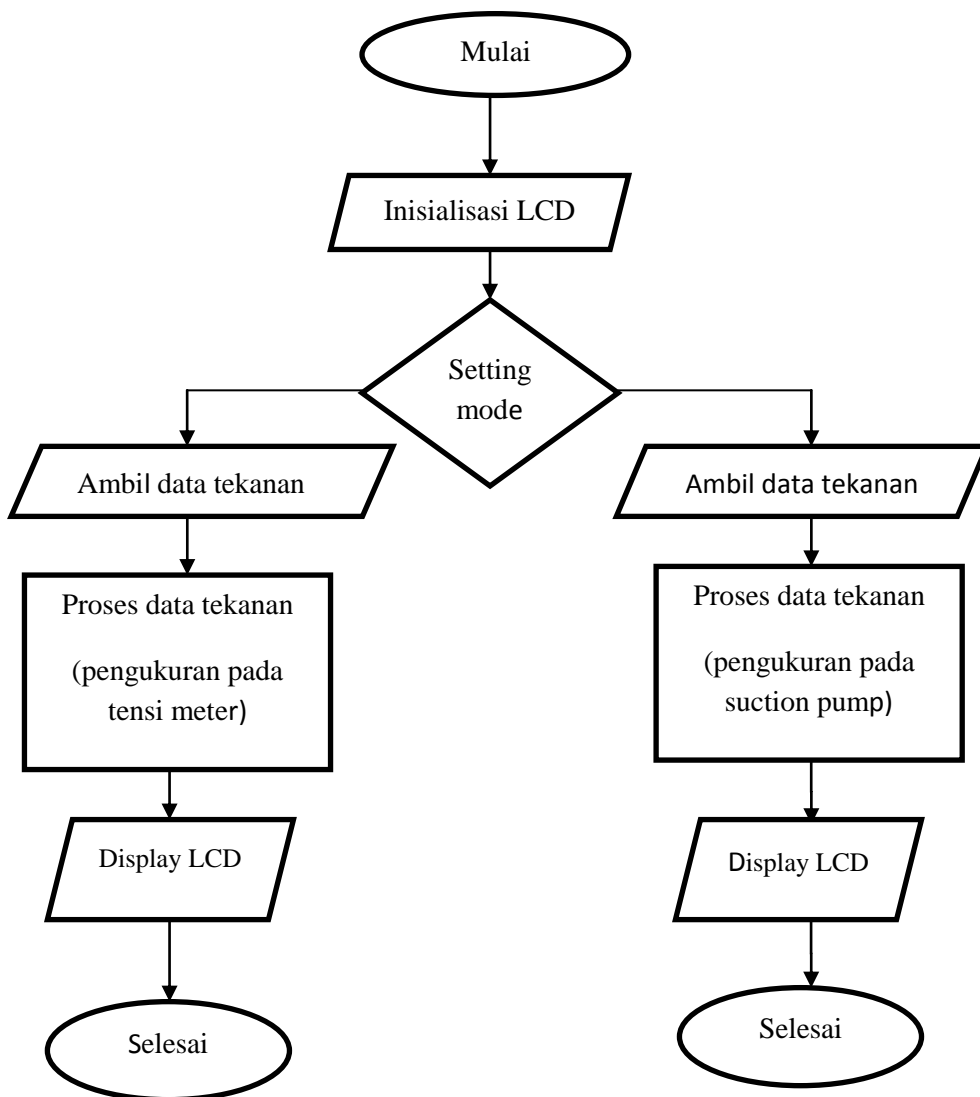 Mulai
Inisialisasi LCD
Setting
mode
Ambil data tekanan
Proses data tekanan
(pengukuran pada
tensi meter)
Display LCD
Selesai
Ambil data tekanan
Proses data tekanan
(pengukuran pada
suction pump)
Display LCD
Selesai